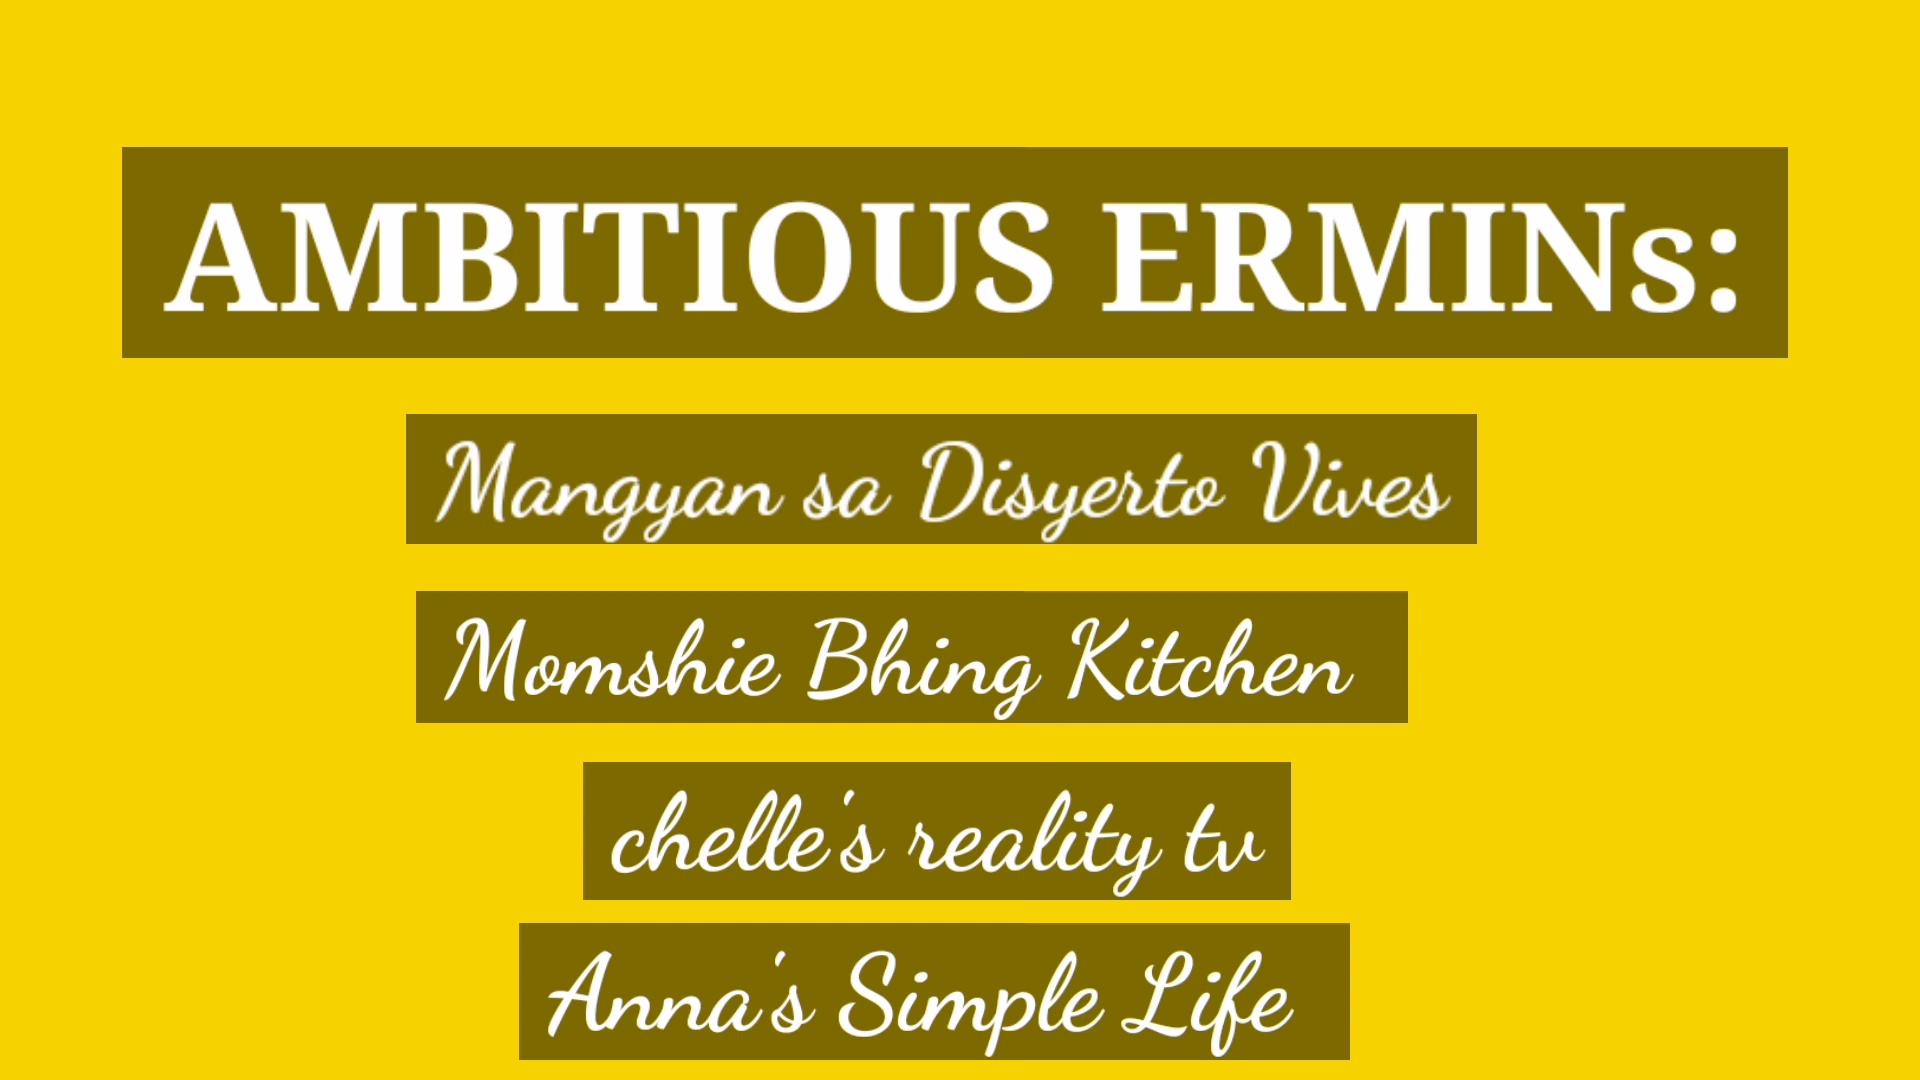 AMBITIOUS ERMINs:
Mangyan sa Disyerto Vives
Momshie Bhing Kitchen
chelle's reality tv
Anna's Simple Life